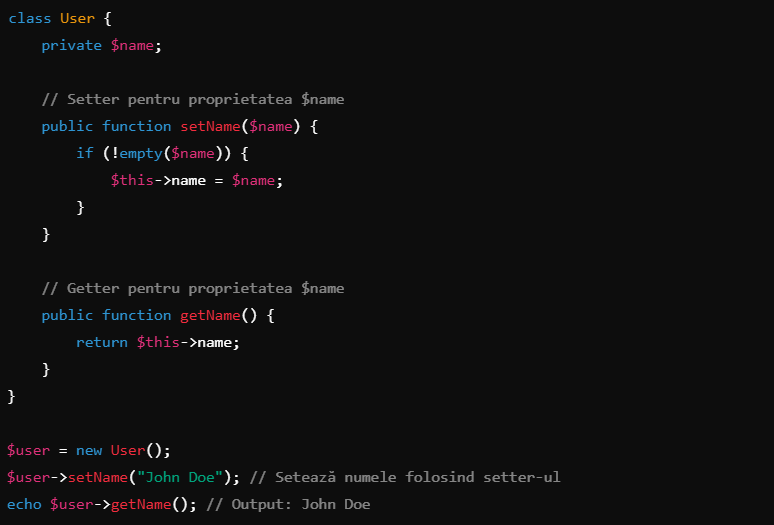 class User {
    private $name;

    // Setter pentru proprietatea $name
    public function setName($name) {
        if (!empty($name)) {
            $this->name = $name;
        }
    }

    // Getter pentru proprietatea $name
    public function getName() {
        return $this->name;
    }
}

$user = new User();
$user->setName("John Doe"); // Setează numele folosind setter-ul
echo $user->getName(); // Output: John Doe